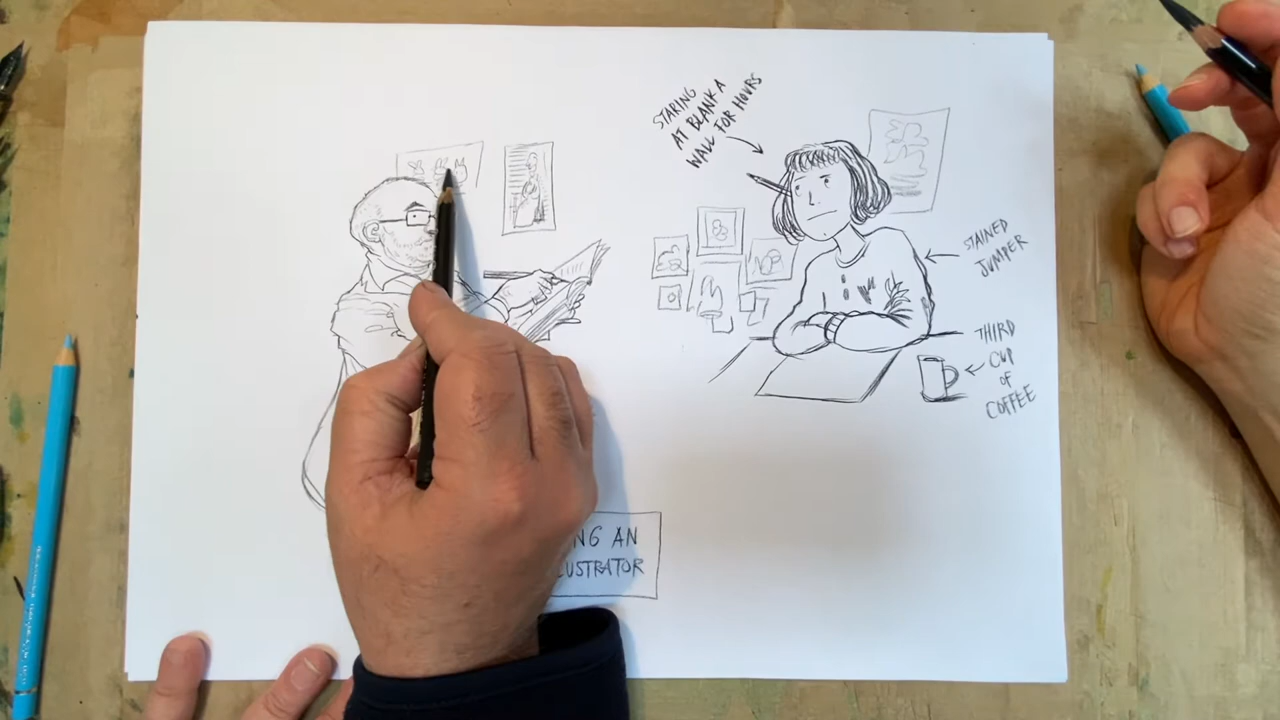 STARING
AT BLANK A
WALL FOR HOURS
STAINED
JUMPER
THIRD
CUP
OF
COFFEE
NG AN
USTRATOR